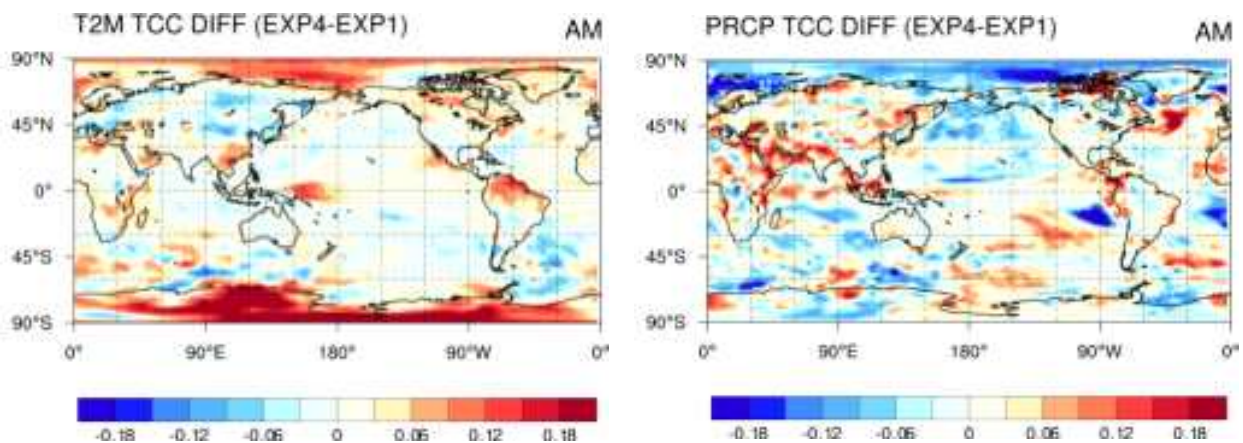 T2M TCC DIFF (EXP4-EXP1) AM
90°N
45°N
0°
45°S
90°S
0° 90°E 180° 90°W 0°
-0.18 -0.12 -0.06 0 0.06 0.12 0.18
PRCP TCC DIFF (EXP4-EXP1) AM
90°N
45°N
0°
45°S
90°S
0° 90°E 180° 90°W 0°
-0.18 -0.12 -0.06 0 0.06 0.12 0.18